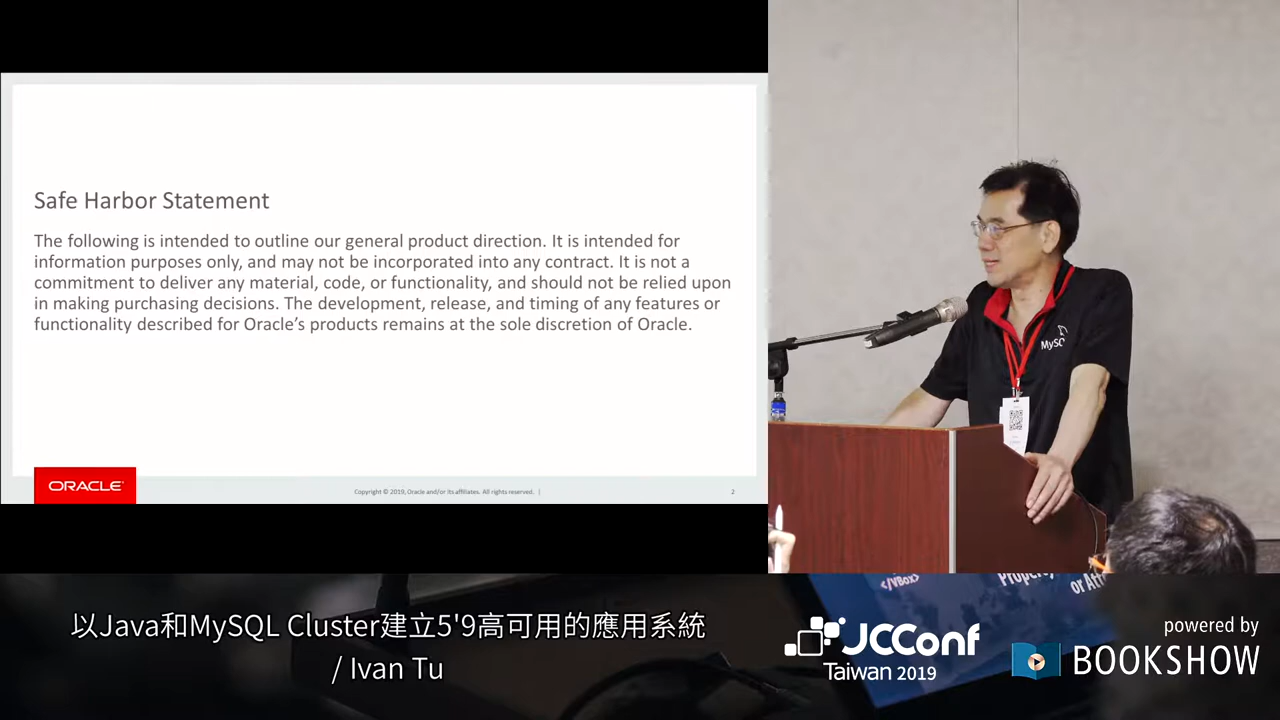 Safe Harbor Statement
The following is intended to outline our general product direction. It is intended for
information purposes only, and may not be incorporated into any contract. It is not a
commitment to deliver any material, code, or functionality, and should not be relied upon
in making purchasing decisions. The development, release, and timing of any features or
functionality described for Oracle’s products remains at the sole discretion of Oracle.
ORACLE
Copyright © 2019, Oracle and/or its affiliates. All rights reserved. |
2
MySQ
</VBox>
or
以Java和MySQL Cluster建立5'9高可用的應用系統
/ Ivan Tu
JCConf
Taiwan 2019
powered by
BOOKSHOW